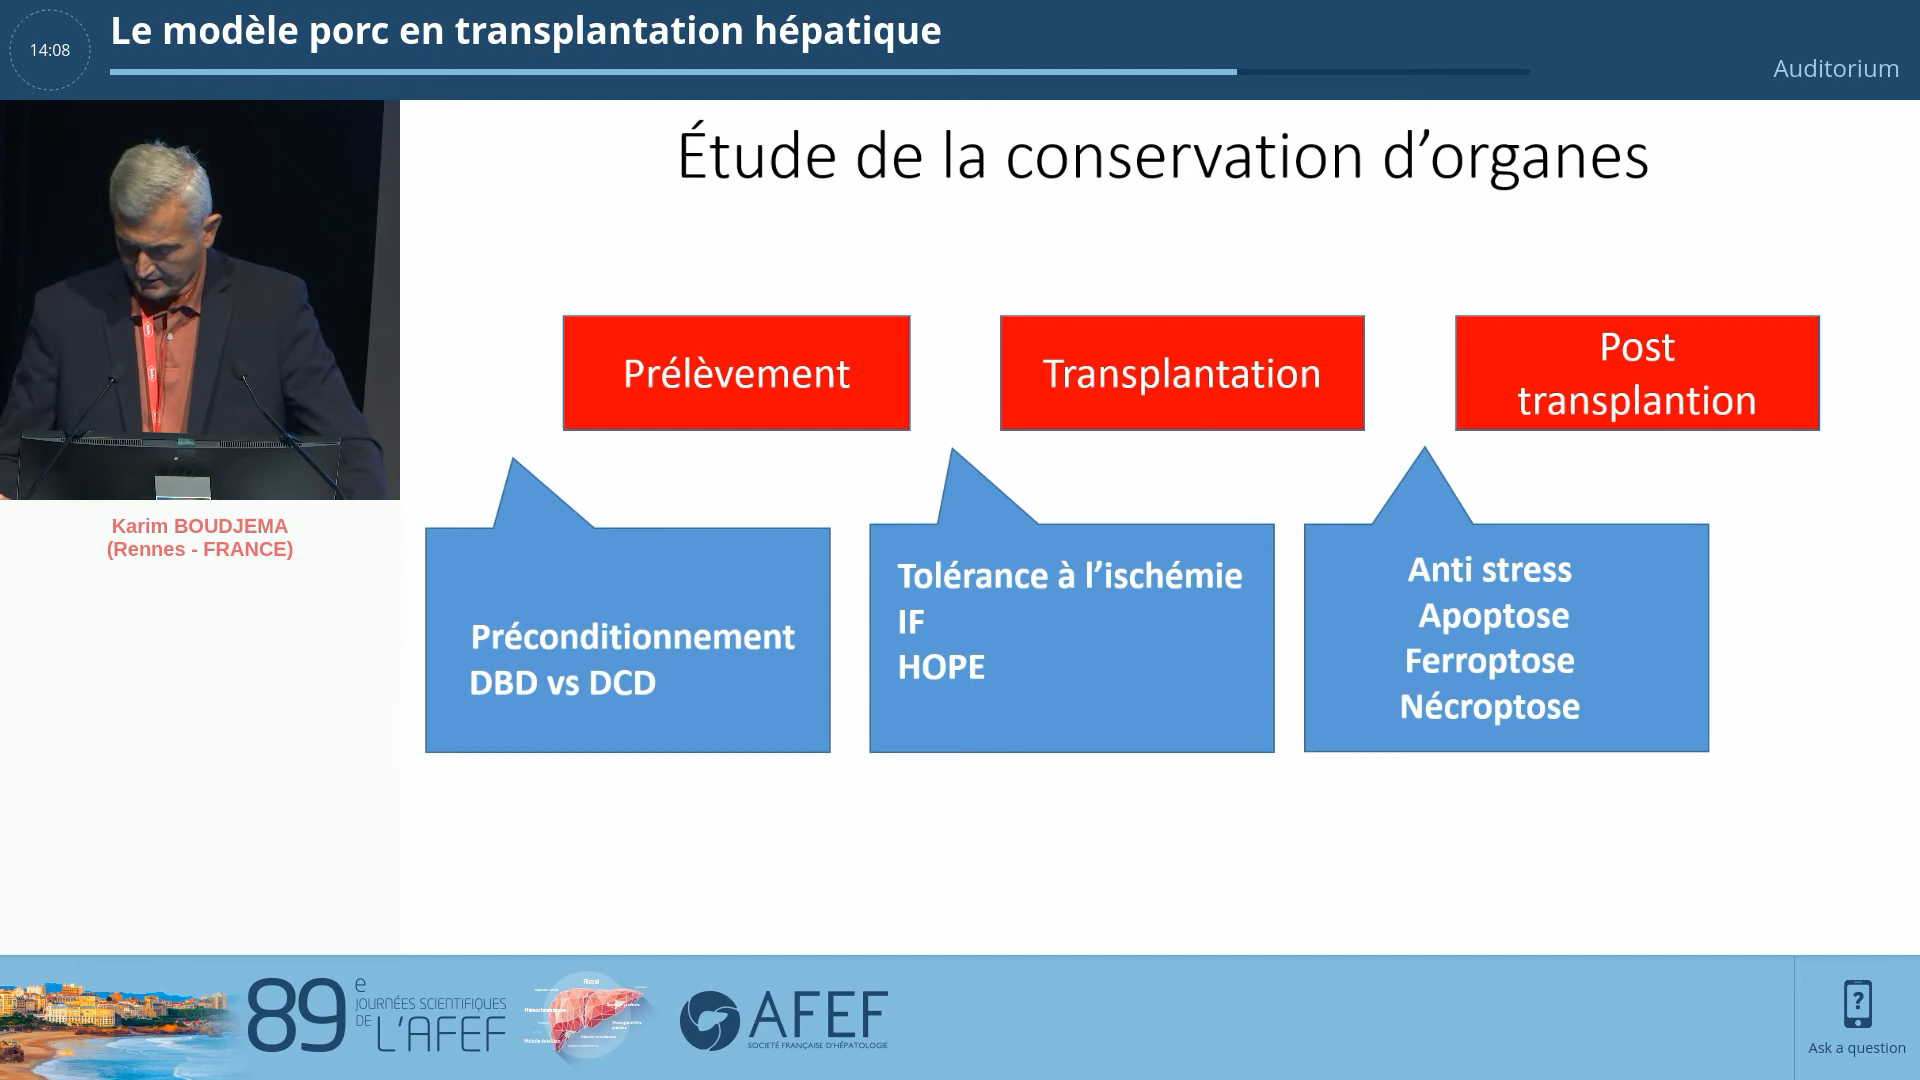 14:08
Le modèle porc en transplantation hépatique
Auditorium
Étude de la conservation d’organes
Prélèvement
Transplantation
Post
transplantion
Préconditionnement
DBD vs DCD
Tolérance à l’ischémie
IF
HOPE
Anti stress
Apoptose
Ferroptose
Nécroptose
Karim BOUDJEMA
(Rennes - FRANCE)
89e
JOURNÉES SCIENTIFIQUES
DE L'AFEF
Alcool
AFEF
SOCIÉTÉ FRANÇAISE D'HÉPATOLOGIE
?
Ask a question